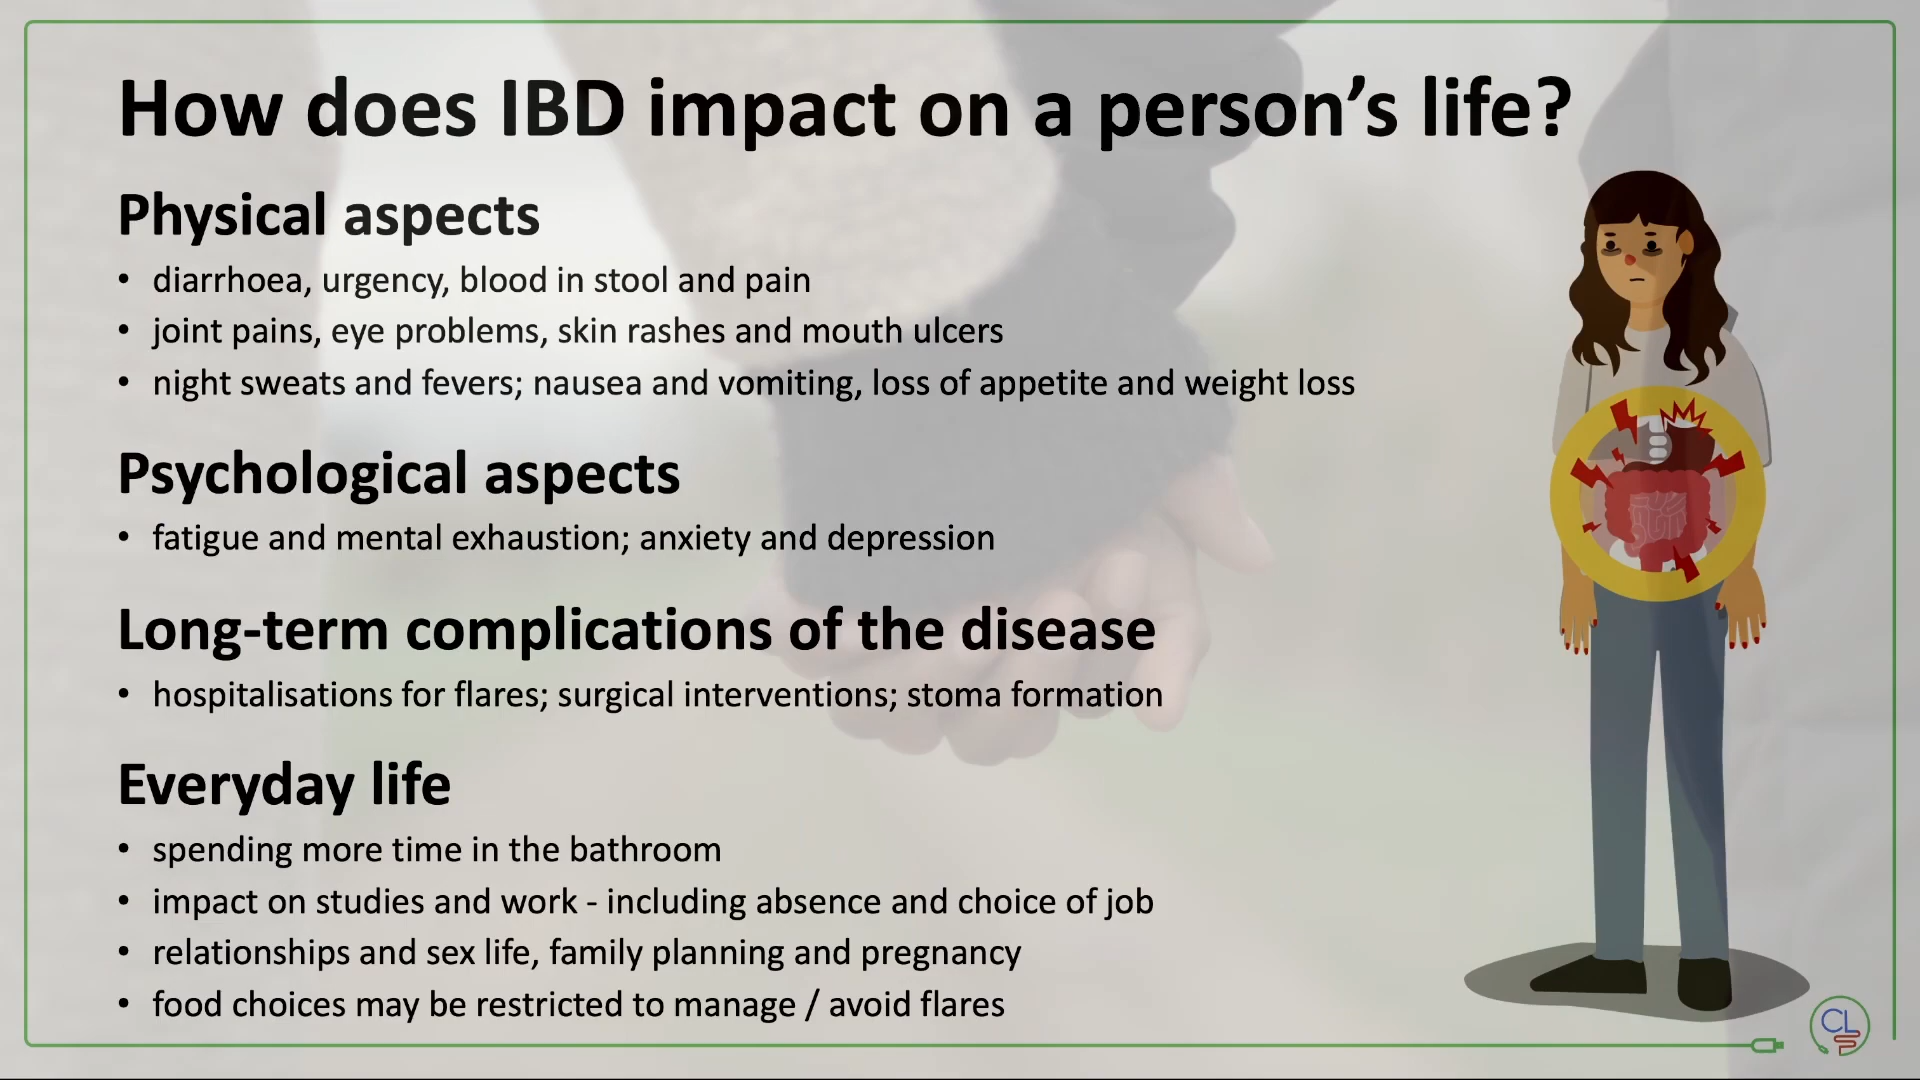 How does IBD impact on a person’s life?
Physical aspects
• diarrhoea, urgency, blood in stool and pain
• joint pains, eye problems, skin rashes and mouth ulcers
• night sweats and fevers; nausea and vomiting, loss of appetite and weight loss
Psychological aspects
• fatigue and mental exhaustion; anxiety and depression
Long-term complications of the disease
• hospitalisations for flares; surgical interventions; stoma formation
Everyday life
• spending more time in the bathroom
• impact on studies and work - including absence and choice of job
• relationships and sex life, family planning and pregnancy
• food choices may be restricted to manage / avoid flares
CL